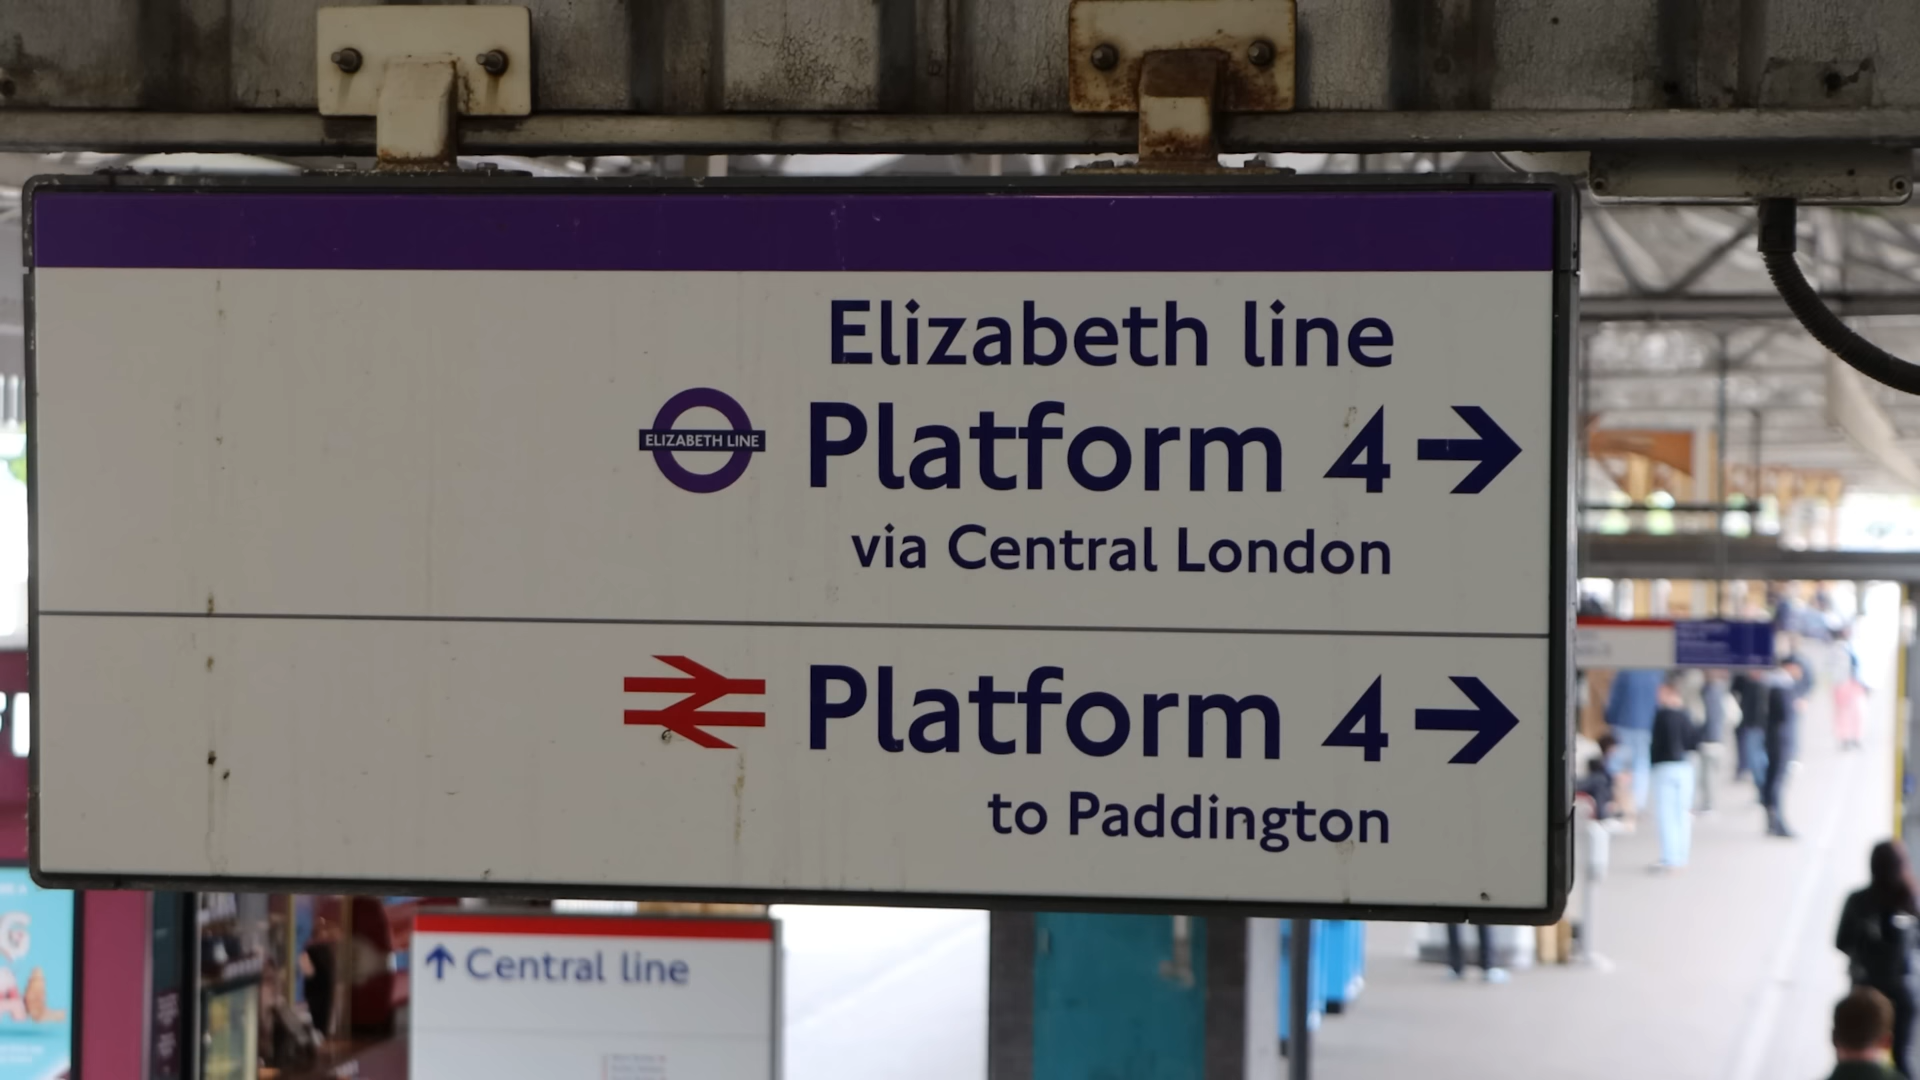 Elizabeth line
ELIZABETH LINE
Platform 4
via Central London
Platform 4
to Paddington
Central line